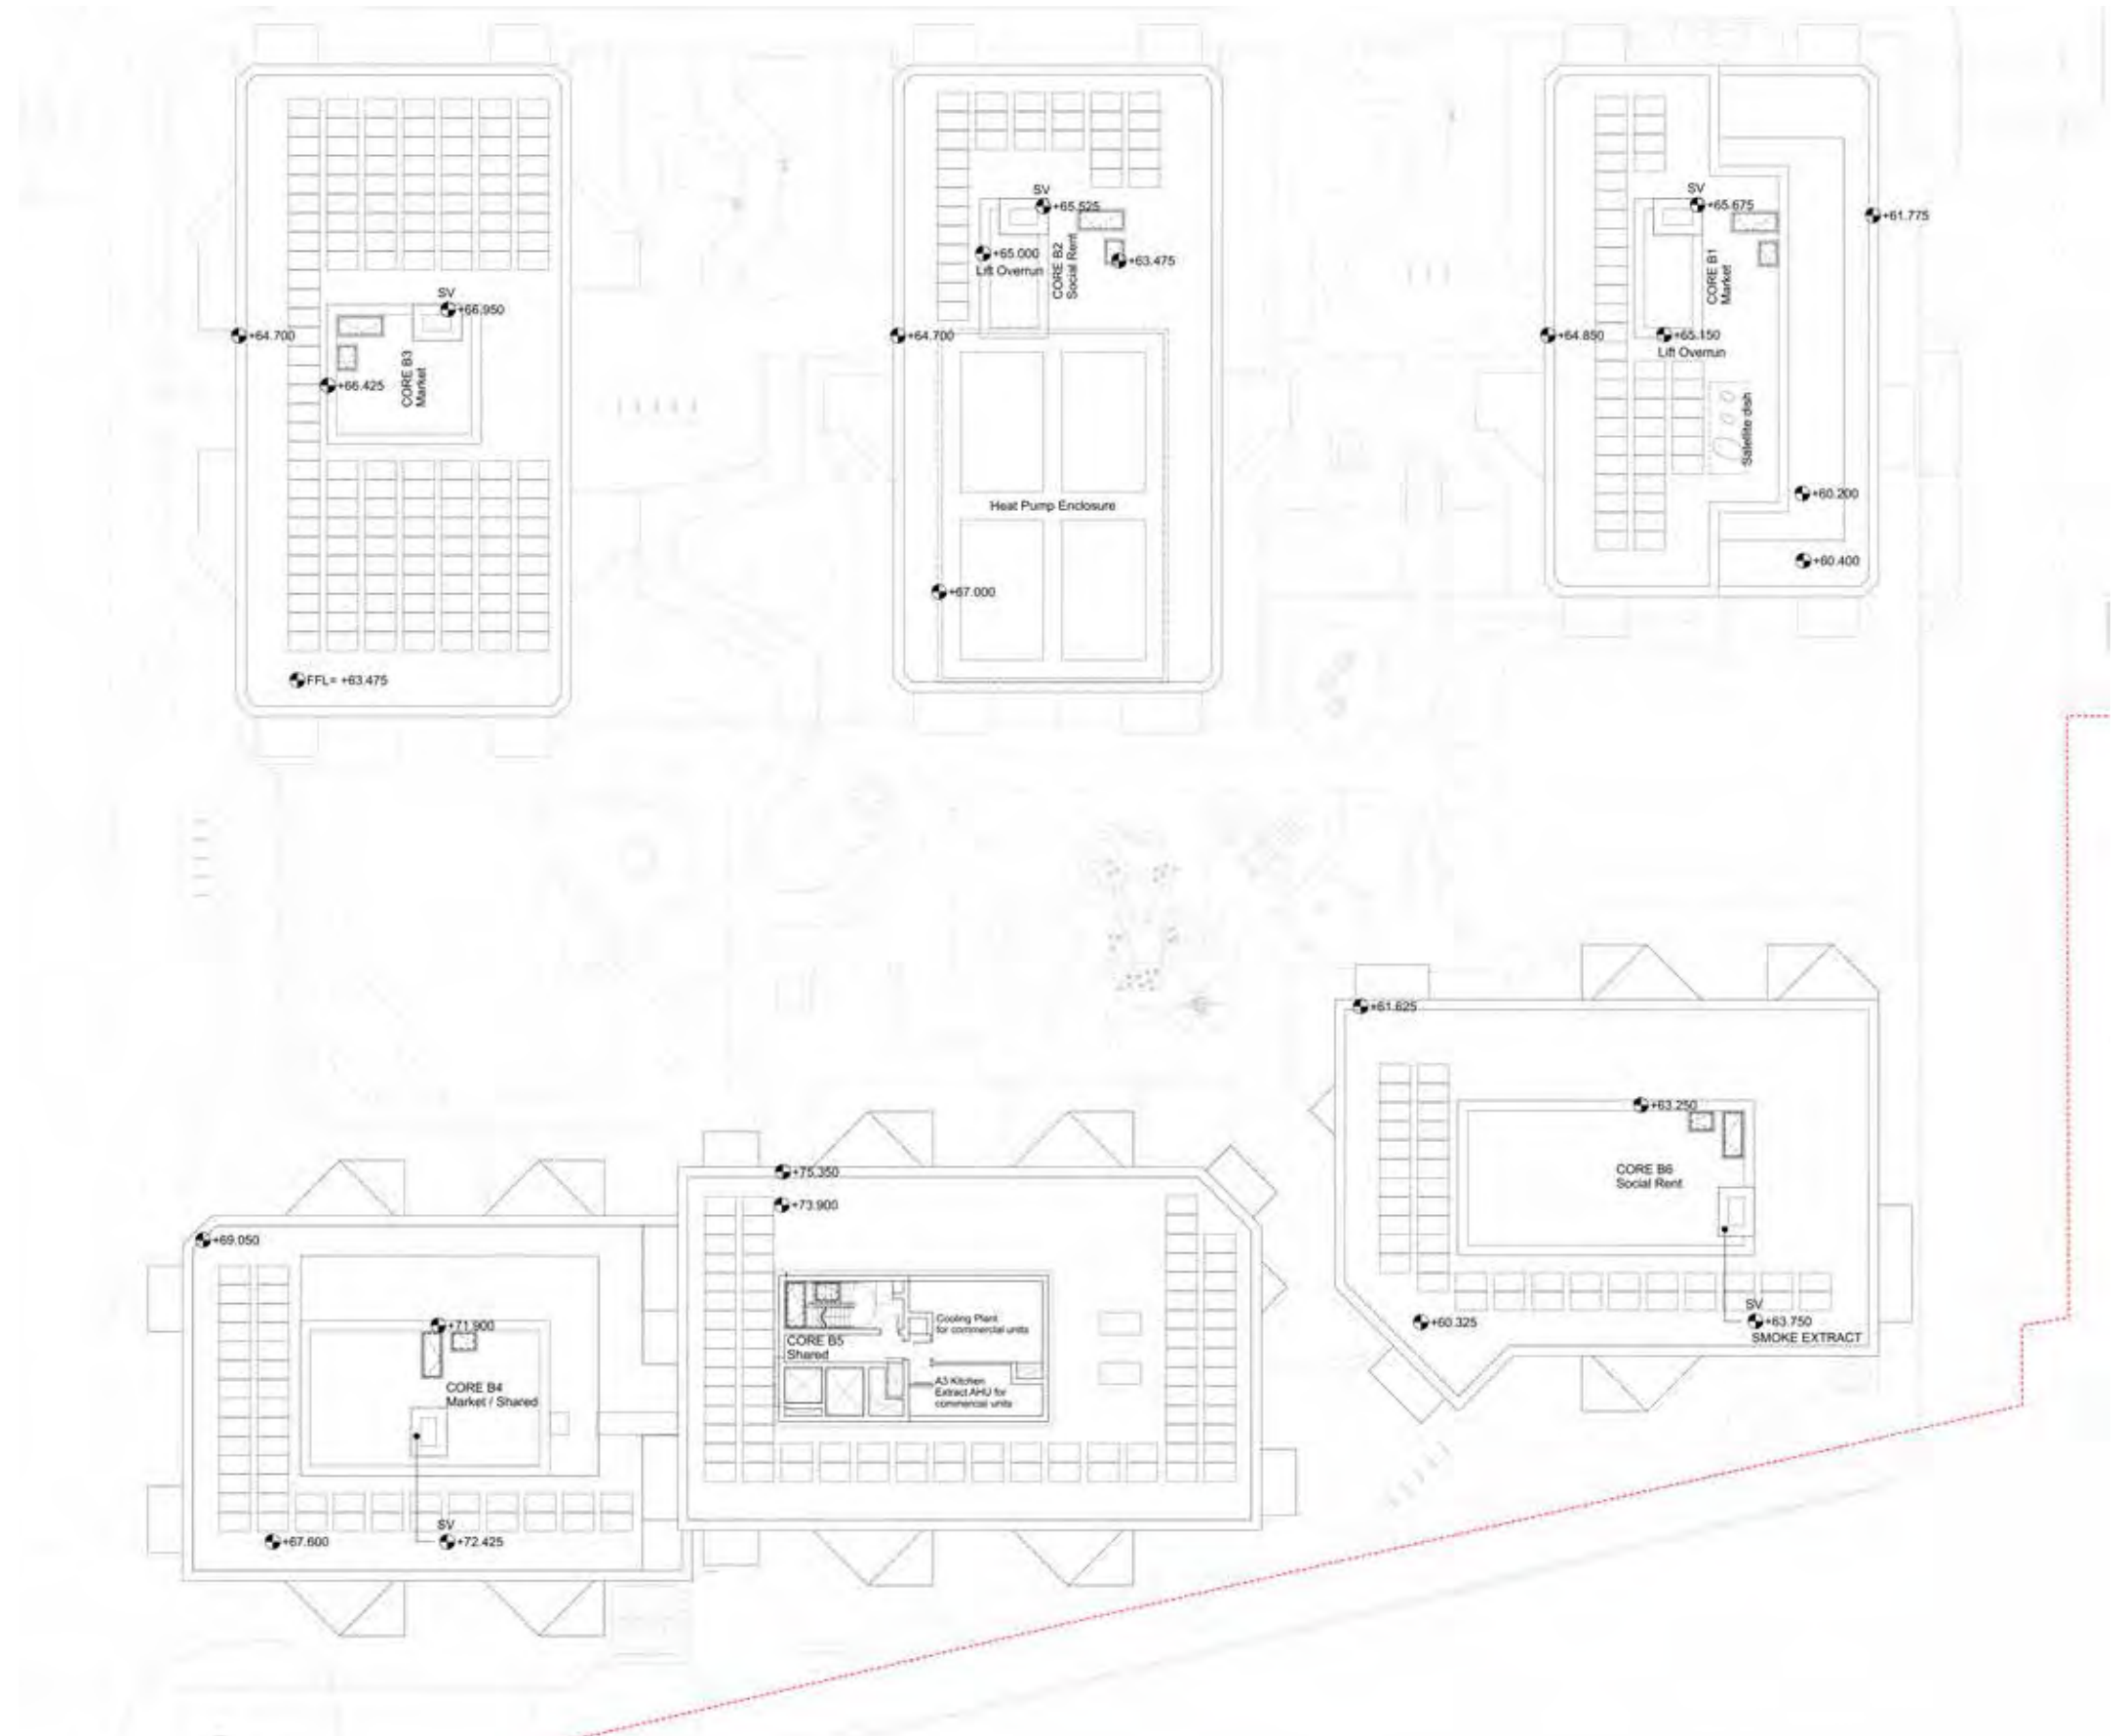 SV
+66.950
+64.700
+66.425
CORE B3
Market
FFL= +63.475
SV
+65.525
+65.000
Lift Overrun
CORE B2
Social Rent
+63.475
+64.700
Heat Pump Enclosure
+67.000
SV
+65.675
+61.775
CORE B1
Market
+64.850
+65.150
Lift Overrun
Satellite dish
+60.200
+60.400
+61.625
+63.250
CORE B6
Social Rent
+60.325
SV
+63.750
SMOKE EXTRACT
+75.350
+73.900
Cooling Plant
for commercial units
CORE B5
Shared
A3 Kitchen
Extract AHU for
commercial units
+69.050
+71.900
CORE B4
Market / Shared
SV
+67.600
+72.425